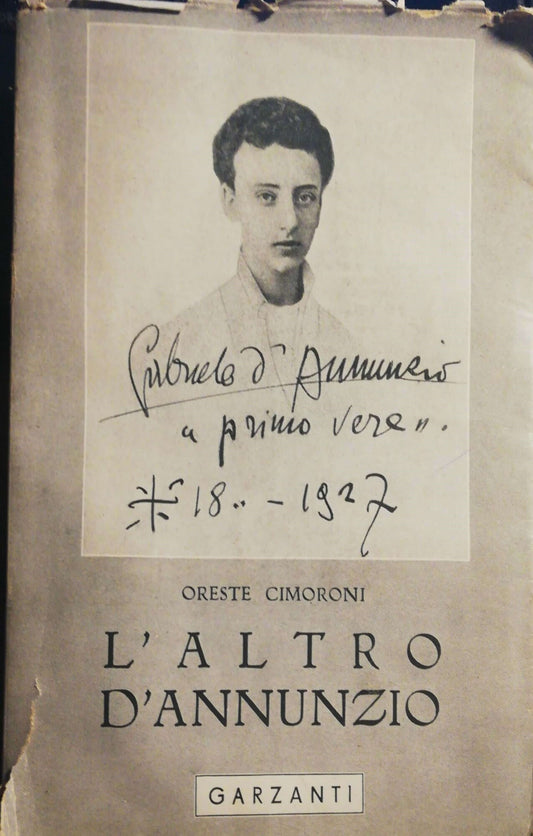 Gabriele d'Annunzio
"primo vere".
18.. - 1927
ORESTE CIMORONI
L'ALTRO
D'ANNUNZIO
GARZANTI